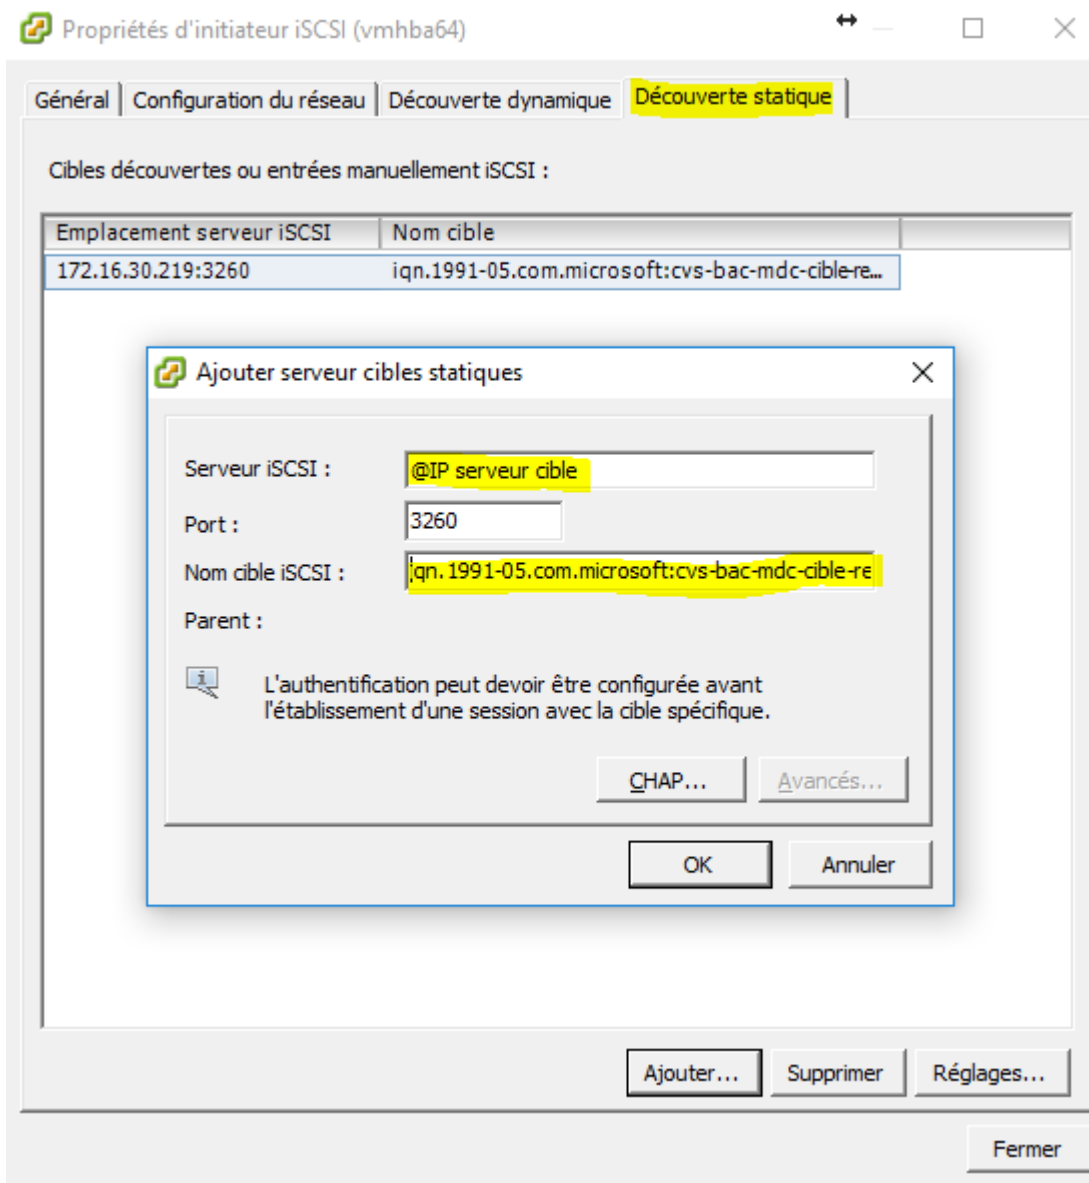 Propriétés d'initiateur iSCSI (vmhba64)
Général Configuration du réseau Découverte dynamique Découverte statique
Cibles découvertes ou entrées manuellement iSCSI :
Emplacement serveur iSCSI Nom cible
172.16.30.219:3260 iqn.1991-05.com.microsoft:cvs-bac-mdc-cible-re...
Ajouter serveur cibles statiques
Serveur iSCSI : @IP serveur cible
Port : 3260
Nom cible iSCSI : iqn.1991-05.com.microsoft:cvs-bac-mdc-cible-re
Parent :
L'authentification peut devoir être configurée avant
l'établissement d'une session avec la cible spécifique.
CHAP... Avancés...
OK Annuler
Ajouter... Supprimer Réglages...
Fermer